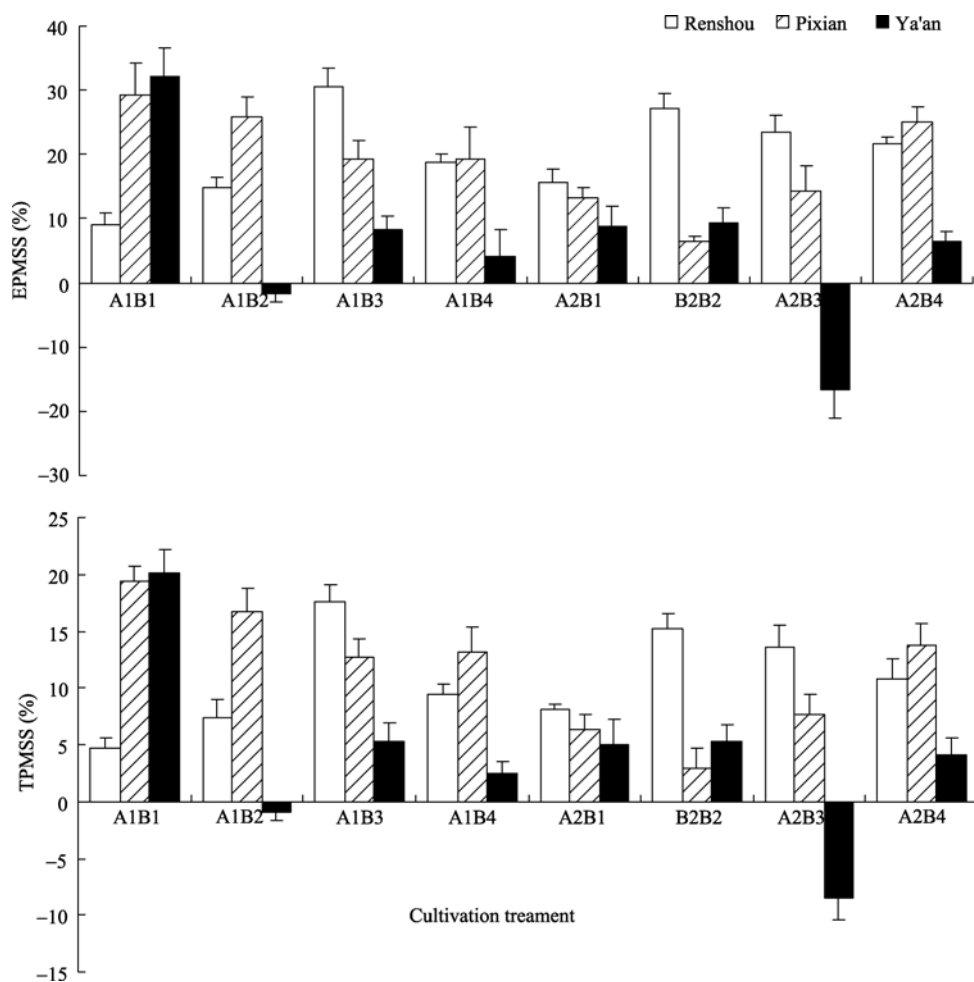 Renshou Pixian Ya'an
EPMSS (%)
40
30
20
10
0
−10
−20
−30
A1B1 A1B2 A1B3 A1B4 A2B1 B2B2 A2B3 A2B4
TPMSS (%)
25
20
15
10
5
0
−5
−10
−15
A1B1 A1B2 A1B3 A1B4 A2B1 B2B2 A2B3 A2B4
Cultivation treament